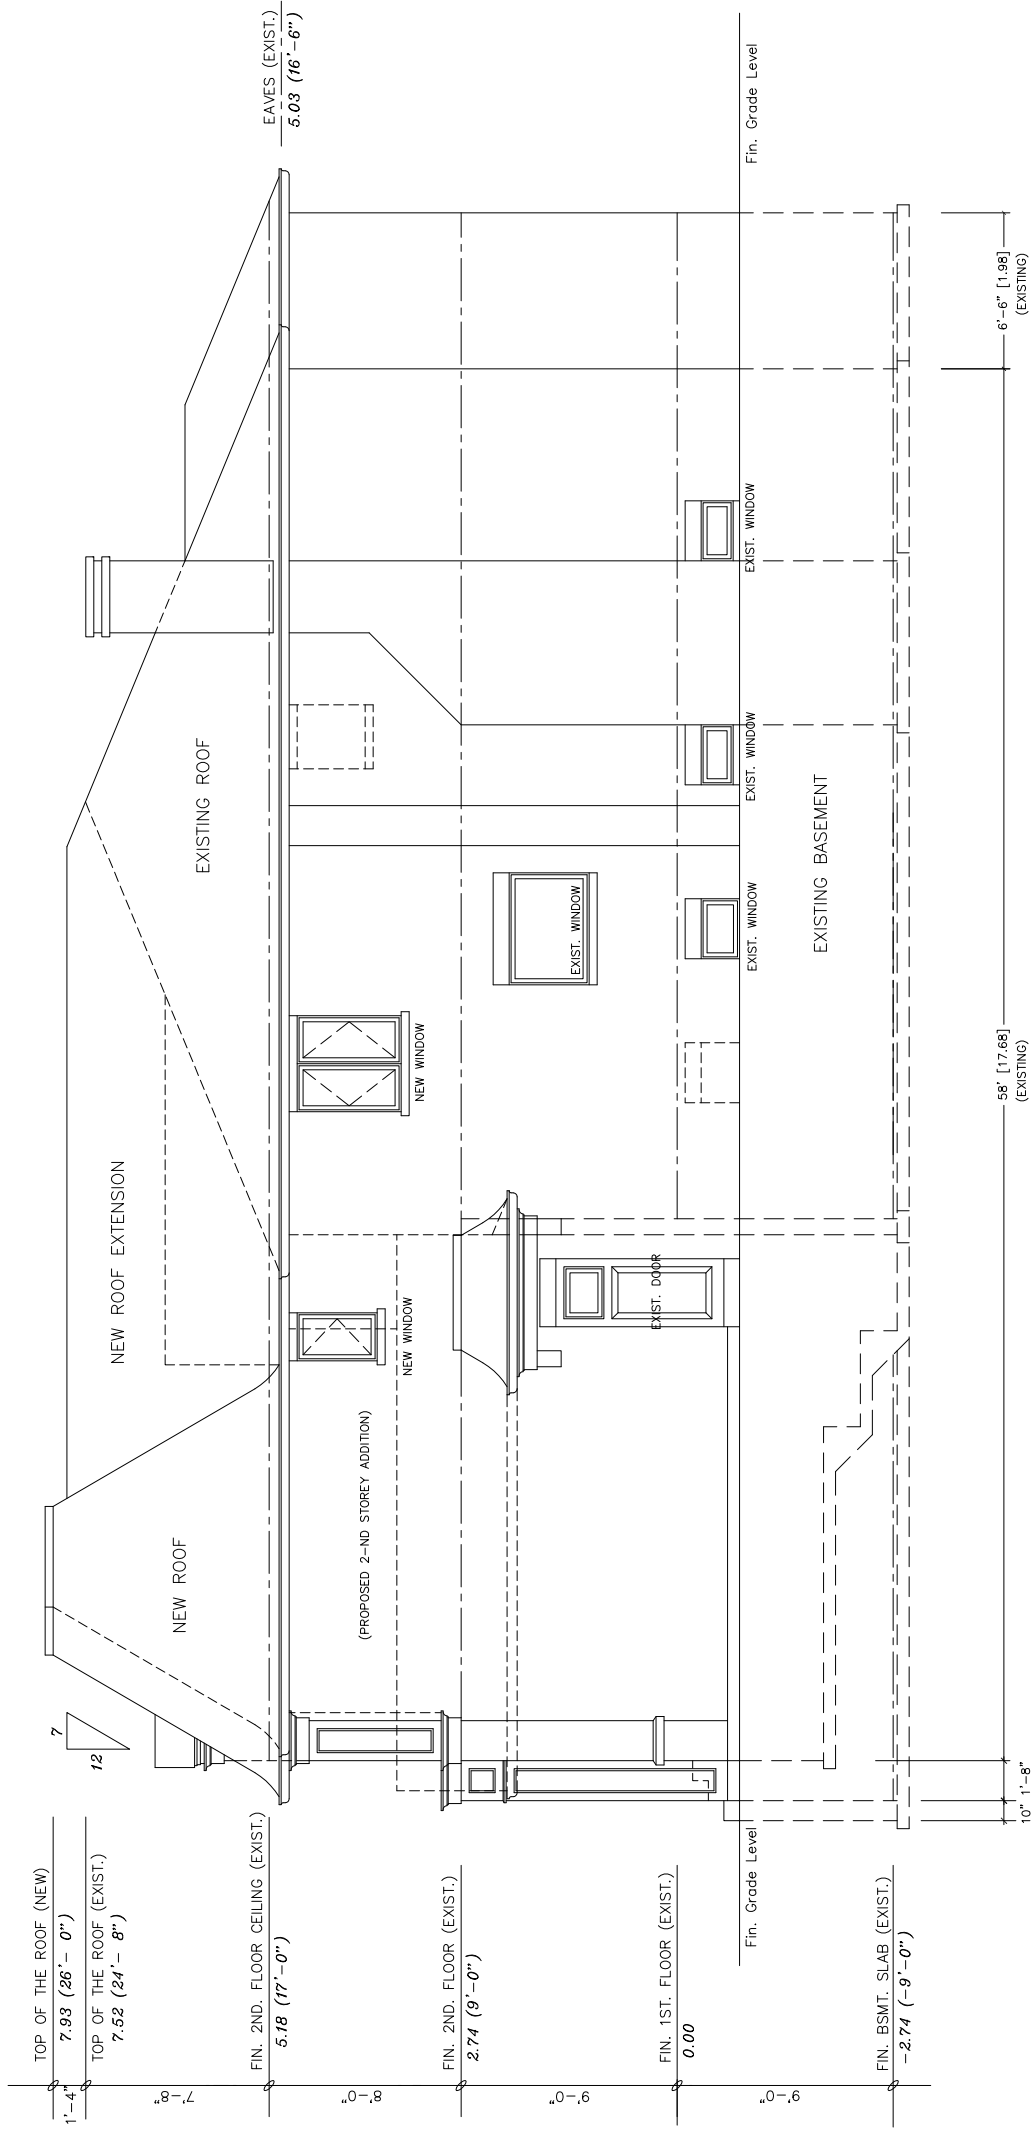 TOP OF THE ROOF (NEW)
7.93 (26'- 0")
1'-4"
TOP OF THE ROOF (EXIST.)
7.52 (24'- 8")
7'-8"
FIN. 2ND. FLOOR CEILING (EXIST.)
5.18 (17'-0")
8'-0"
FIN. 2ND. FLOOR (EXIST.)
2.74 (9'-0")
9'-0"
FIN. 1ST. FLOOR (EXIST.)
0.00
9'-0"
FIN. BSMT. SLAB (EXIST.)
-2.74 (-9'-0")
Fin. Grade Level
7
12
NEW ROOF
NEW ROOF EXTENSION
EXISTING ROOF
EAVES (EXIST.)
5.03 (16'-6")
(PROPOSED 2-ND STOREY ADDITION)
NEW WINDOW
NEW WINDOW
EXIST. WINDOW
EXIST. DOOR
EXIST. WINDOW
EXIST. WINDOW
EXIST. WINDOW
Fin. Grade Level
EXISTING BASEMENT
10"
1'-8"
58' [17.68]
(EXISTING)
6'-6" [1.98]
(EXISTING)